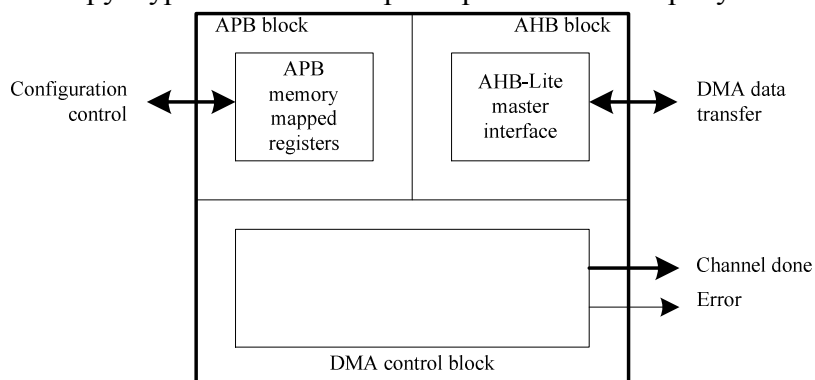 APB block
AHB block
Configuration
control
APB
memory
mapped
registers
AHB-Lite
master
interface
DMA data
transfer
Channel done
Error
DMA control block